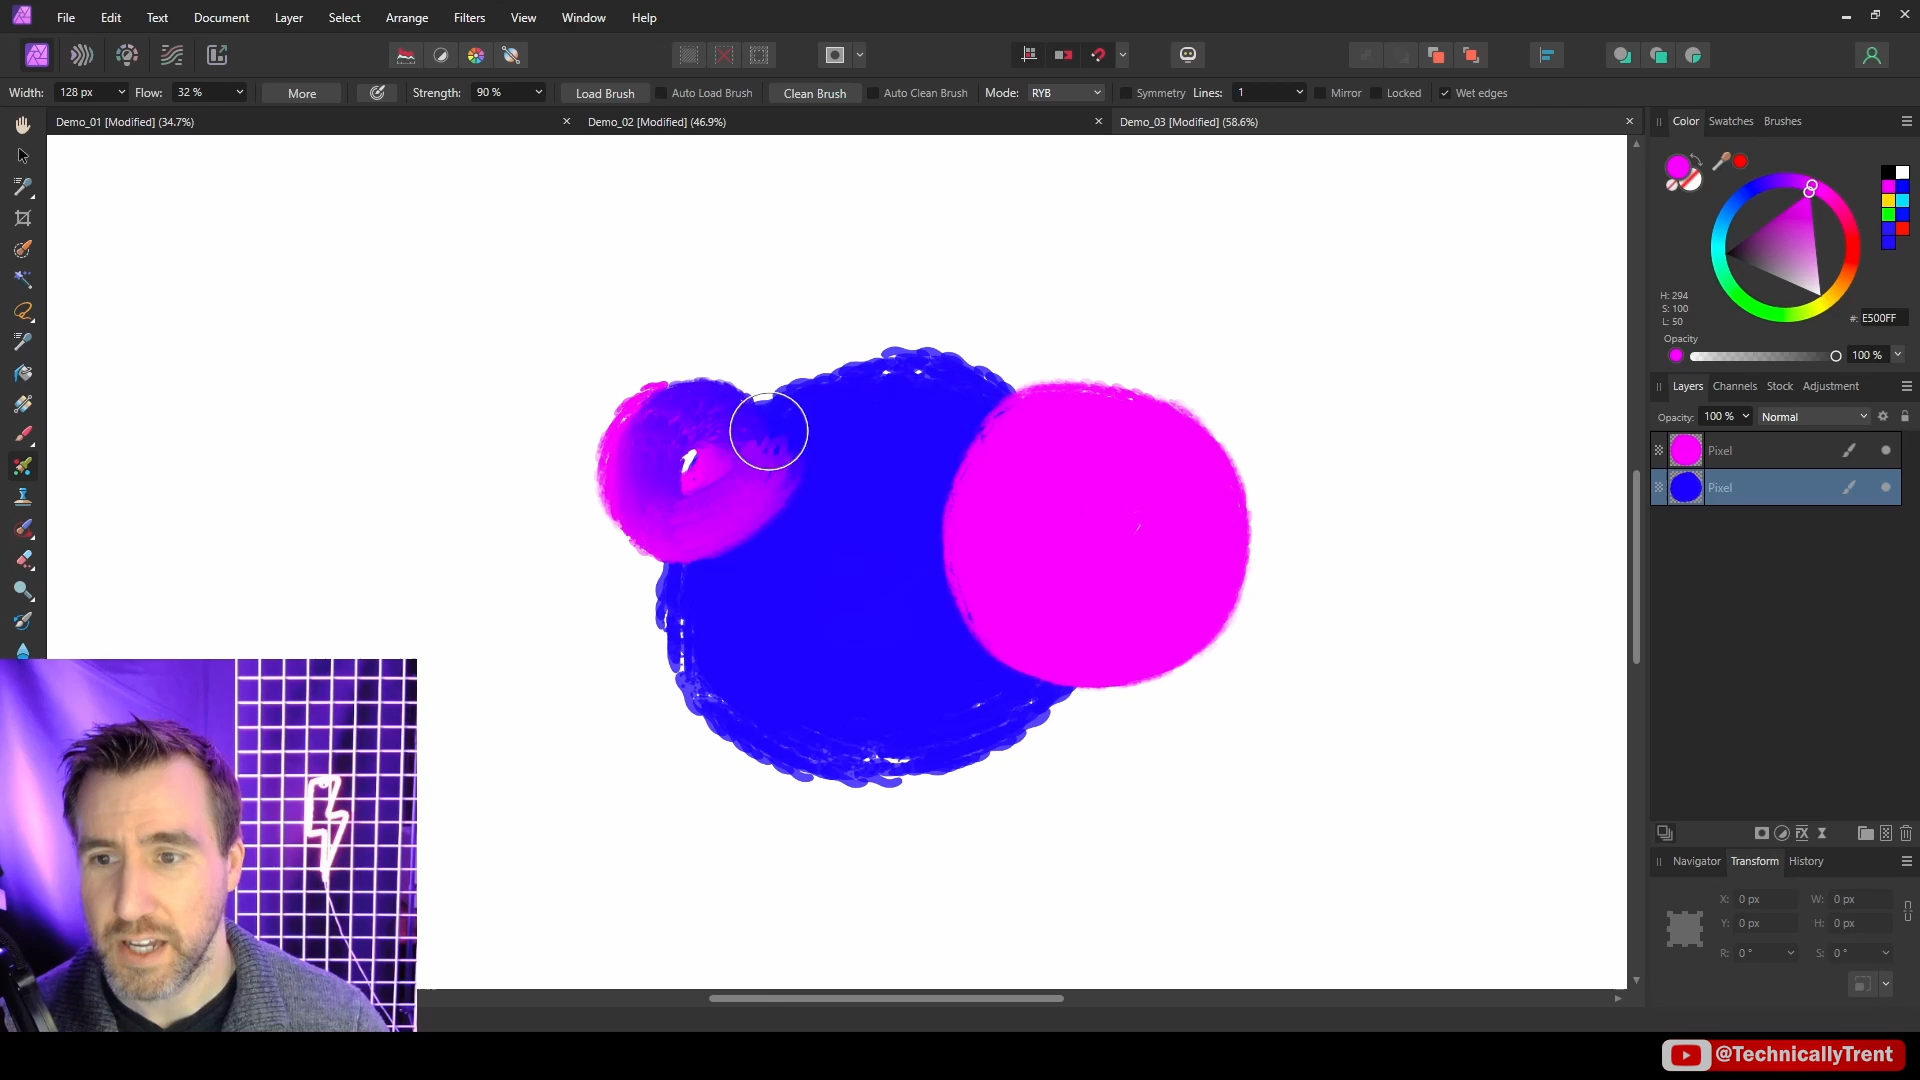 File Edit Text Document Layer Select Arrange Filters View Window Help
Width: 128 px Flow: 32 % More Strength: 90 % Load Brush Auto Load Brush Clean Brush Auto Clean Brush Mode: RYB Symmetry Lines: 1 Mirror Locked Wet edges
Demo_01 [Modified] (34.7%) Demo_02 [Modified] (46.9%) Demo_03 [Modified] (58.6%)
Color Swatches Brushes
H: 294
S: 100
L: 50
#: E500FF
Opacity
100 %
Layers Channels Stock Adjustment
Opacity: 100 % Normal
Pixel
Pixel
Navigator Transform History
X: 0 px W: 0 px
Y: 0 px H: 0 px
R: 0 ° S: 0 °
@TechnicallyTrent